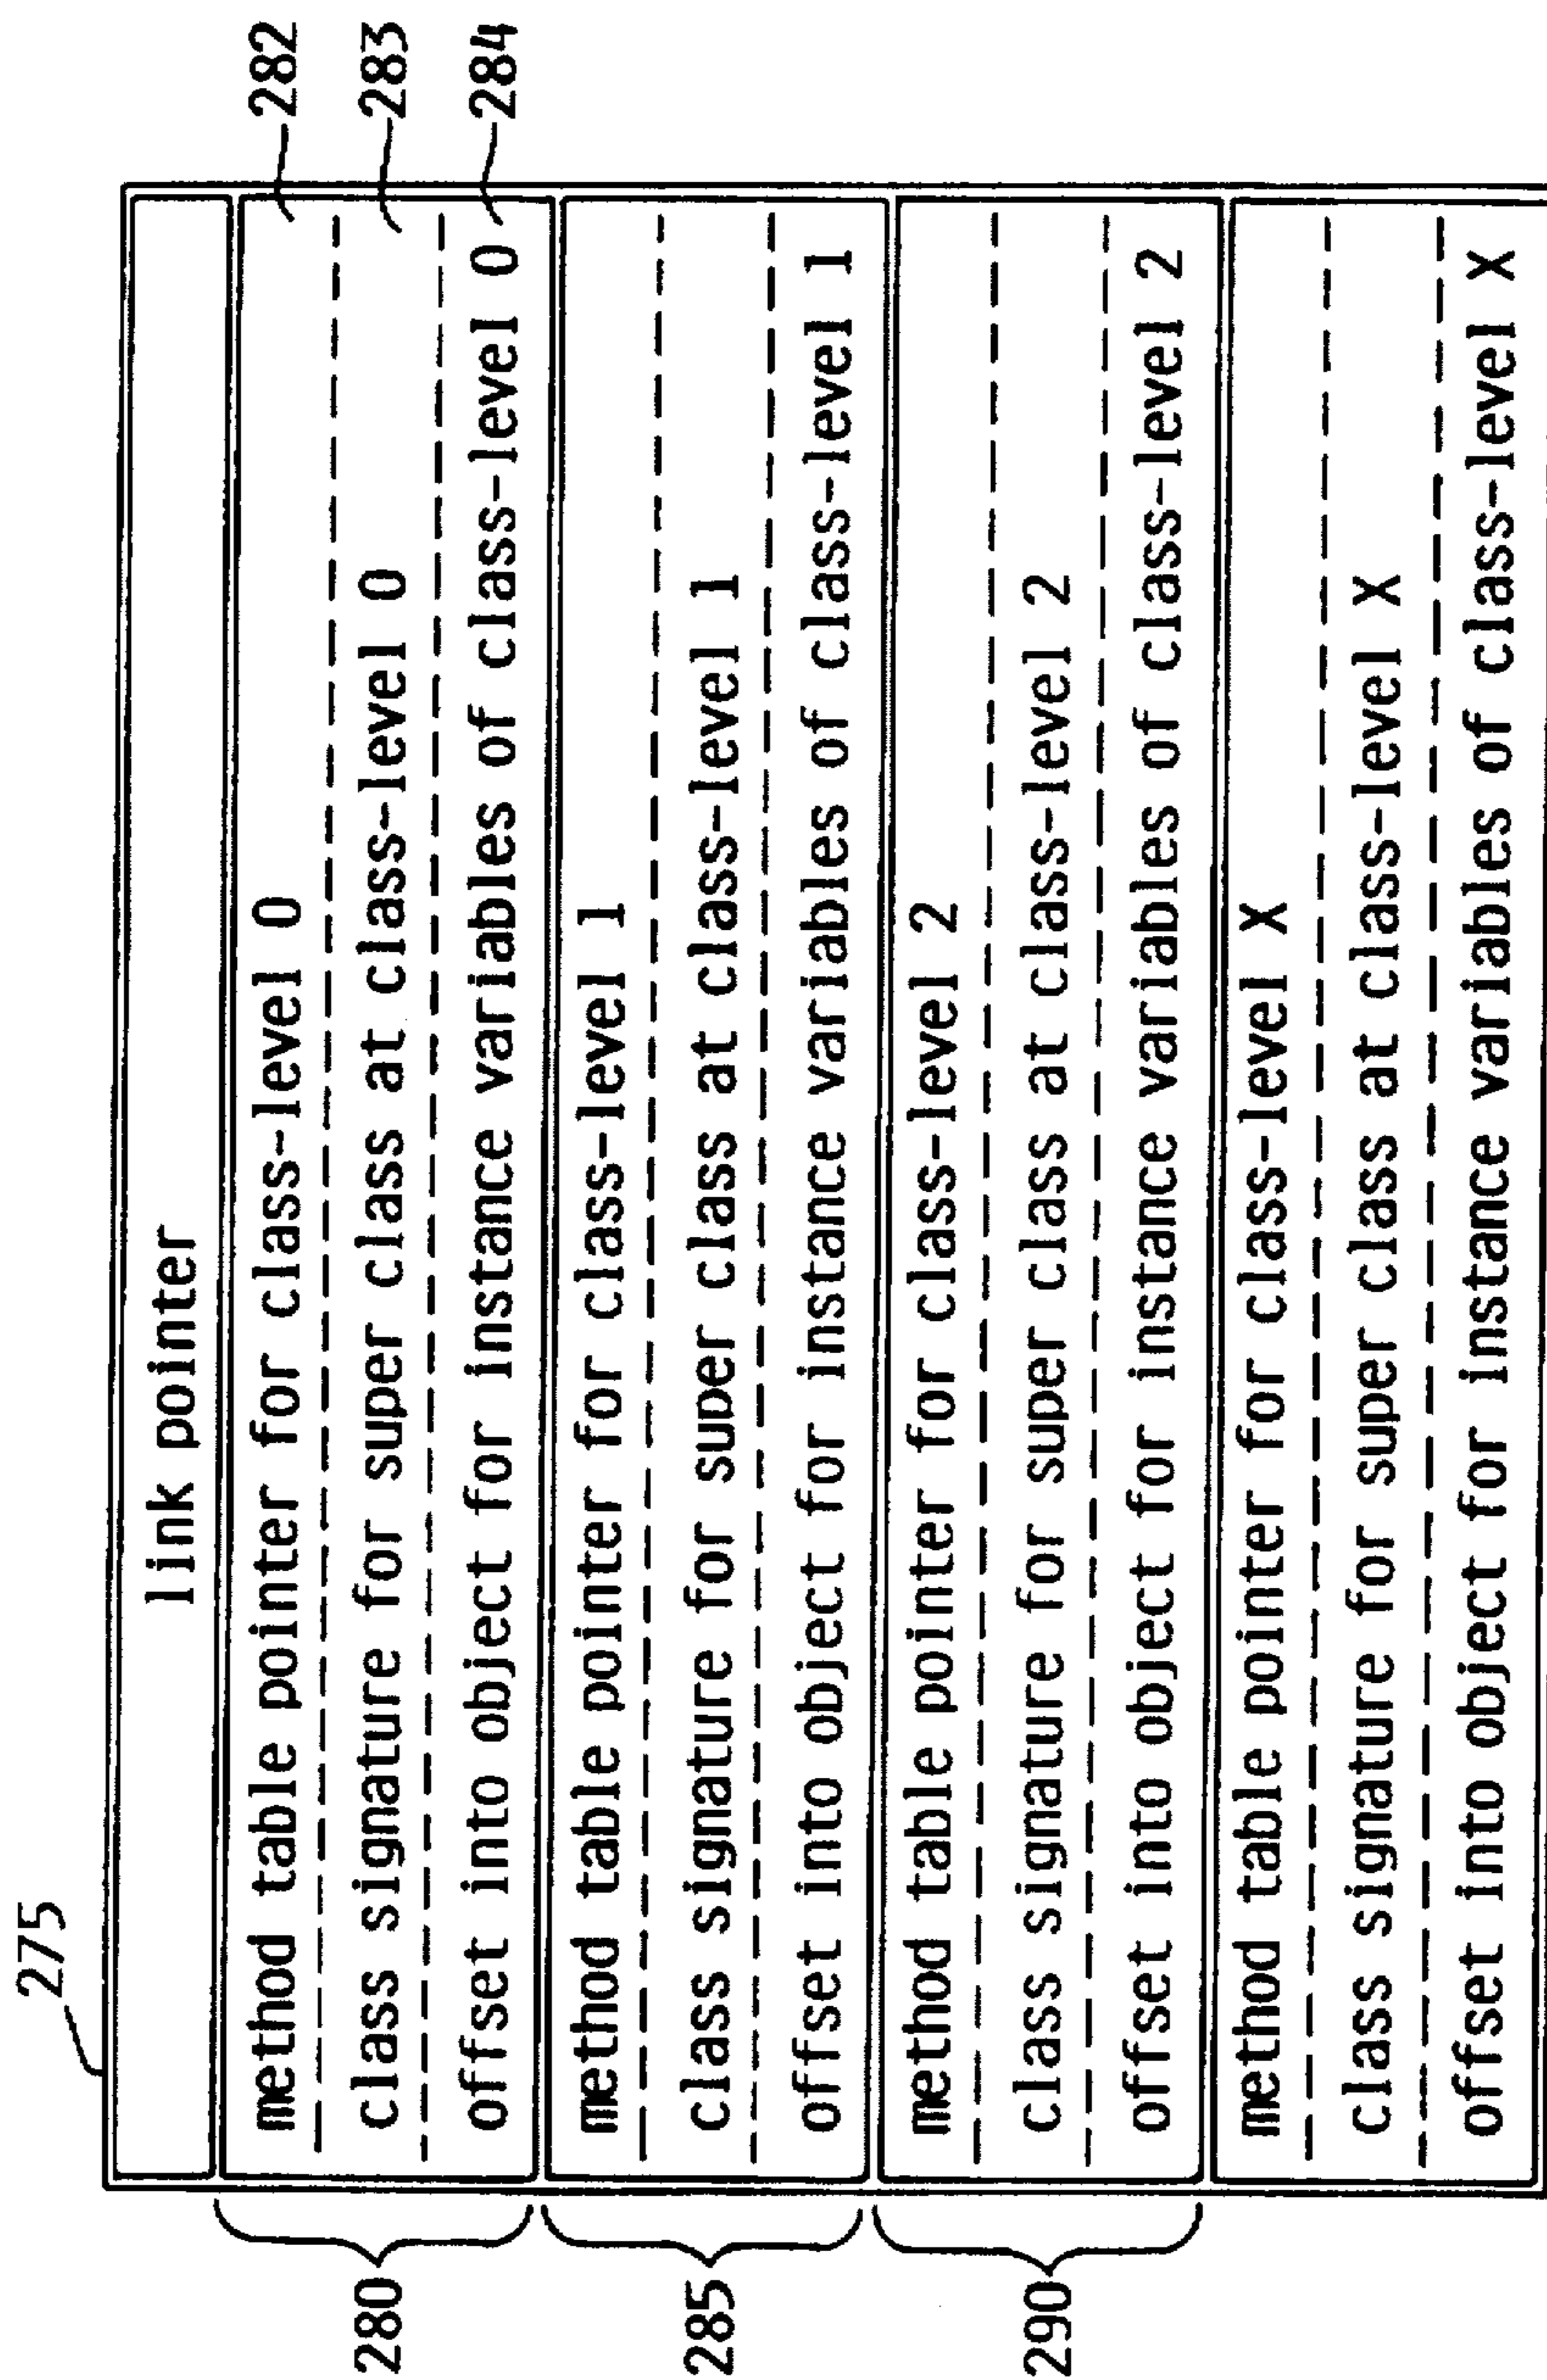 275
link pointer
method table pointer for class-level 0 282
class signature for super class at class-level 0 283
offset into object for instance variables of class-level 0 284
280
method table pointer for class-level 1
class signature for super class at class-level 1
offset into object for instance variables of class-level 1
285
method table pointer for class-level 2
class signature for super class at class-level 2
offset into object for instance variables of class-level 2
290
method table pointer for class-level X
class signature for super class at class-level X
offset into object for instance variables of class-level X